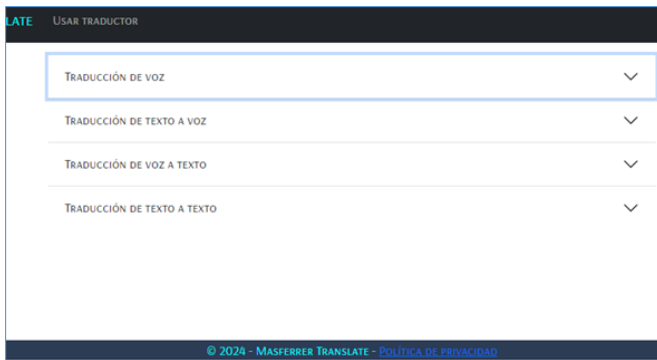 LATE USAR TRADUCTOR
TRADUCCIÓN DE VOZ
TRADUCCIÓN DE TEXTO A VOZ
TRADUCCIÓN DE VOZ A TEXTO
TRADUCCIÓN DE TEXTO A TEXTO
© 2024 - MASFERRER TRANSLATE - POLÍTICA DE PRIVACIDAD